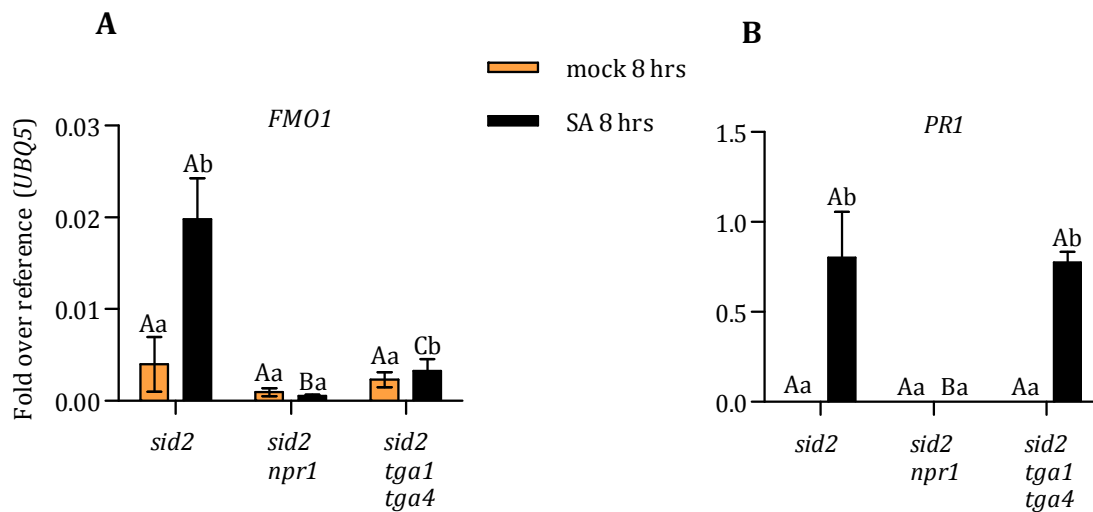 A
B
mock 8 hrs
SA 8 hrs
FMO1
PR1
Fold over reference (UBQ5)
0.03
0.02
0.01
0.00
Aa
Ab
Aa
Ba
Aa
Cb
sid2
sid2
npr1
sid2
tga1
tga4
1.5
1.0
0.5
0.0
Aa
Ab
Aa
Ba
Aa
Ab
sid2
sid2
npr1
sid2
tga1
tga4